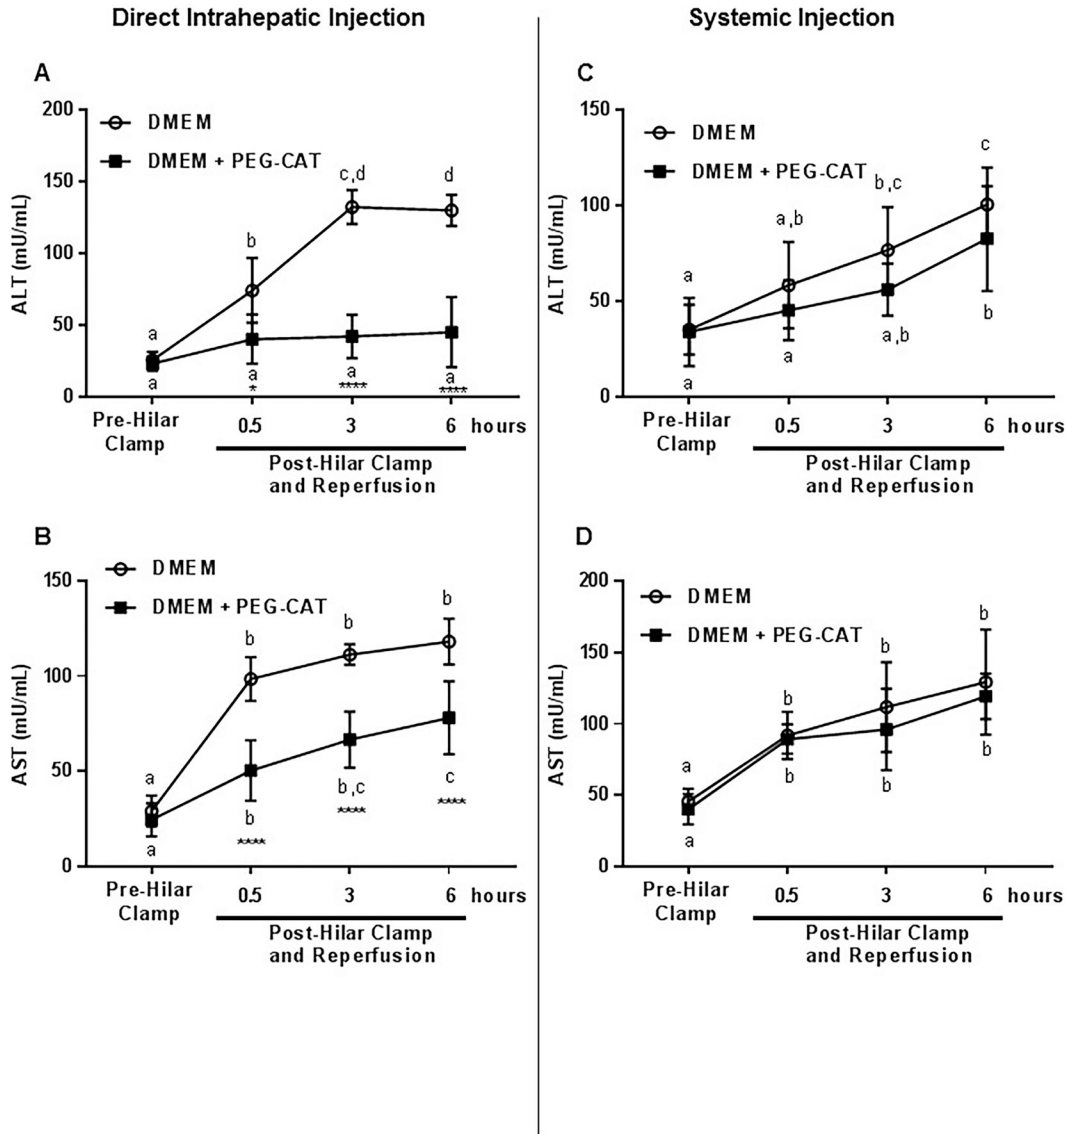 Direct Intrahepatic Injection
Systemic Injection
A
200
150
100
50
0
ALT (mU/mL)
DMEM
DMEM + PEG-CAT
a
b
c,d
d
a
a
a
a
*
****
****
Pre-Hilar
Clamp
0.5
3
6
hours
Post-Hilar Clamp
and Reperfusion
C
150
100
50
0
ALT (mU/mL)
DMEM
DMEM + PEG-CAT
a
a,b
b,c
c
a
a
a,b
b
Pre-Hilar
Clamp
0.5
3
6
hours
Post-Hilar Clamp
and Reperfusion
B
150
100
50
0
AST (mU/mL)
DMEM
DMEM + PEG-CAT
a
b
b
b
a
b
b,c
c
****
****
****
Pre-Hilar
Clamp
0.5
3
6
hours
Post-Hilar Clamp
and Reperfusion
D
200
150
100
50
0
AST (mU/mL)
DMEM
DMEM + PEG-CAT
a
b
b
b
a
b
b
b
Pre-Hilar
Clamp
0.5
3
6
hours
Post-Hilar Clamp
and Reperfusion